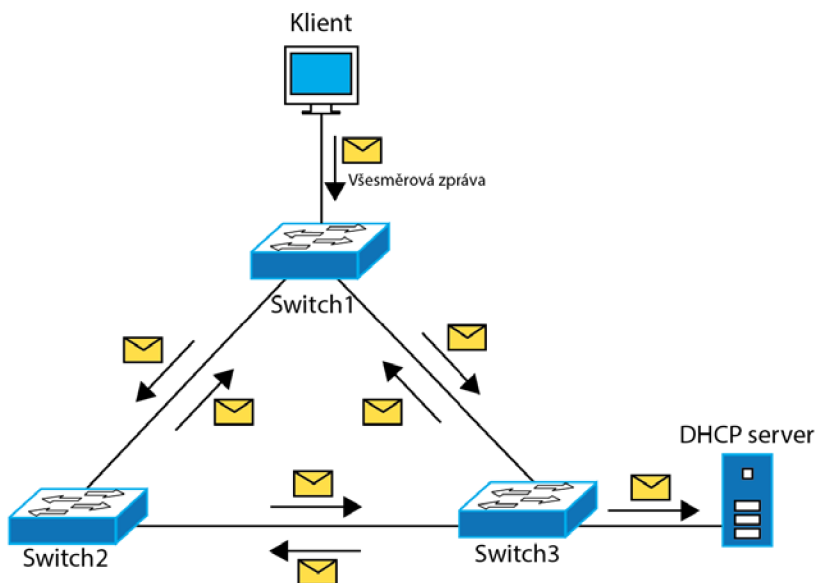 Klient
Všesměrová zpráva
Switch1
DHCP server
Switch2
Switch3